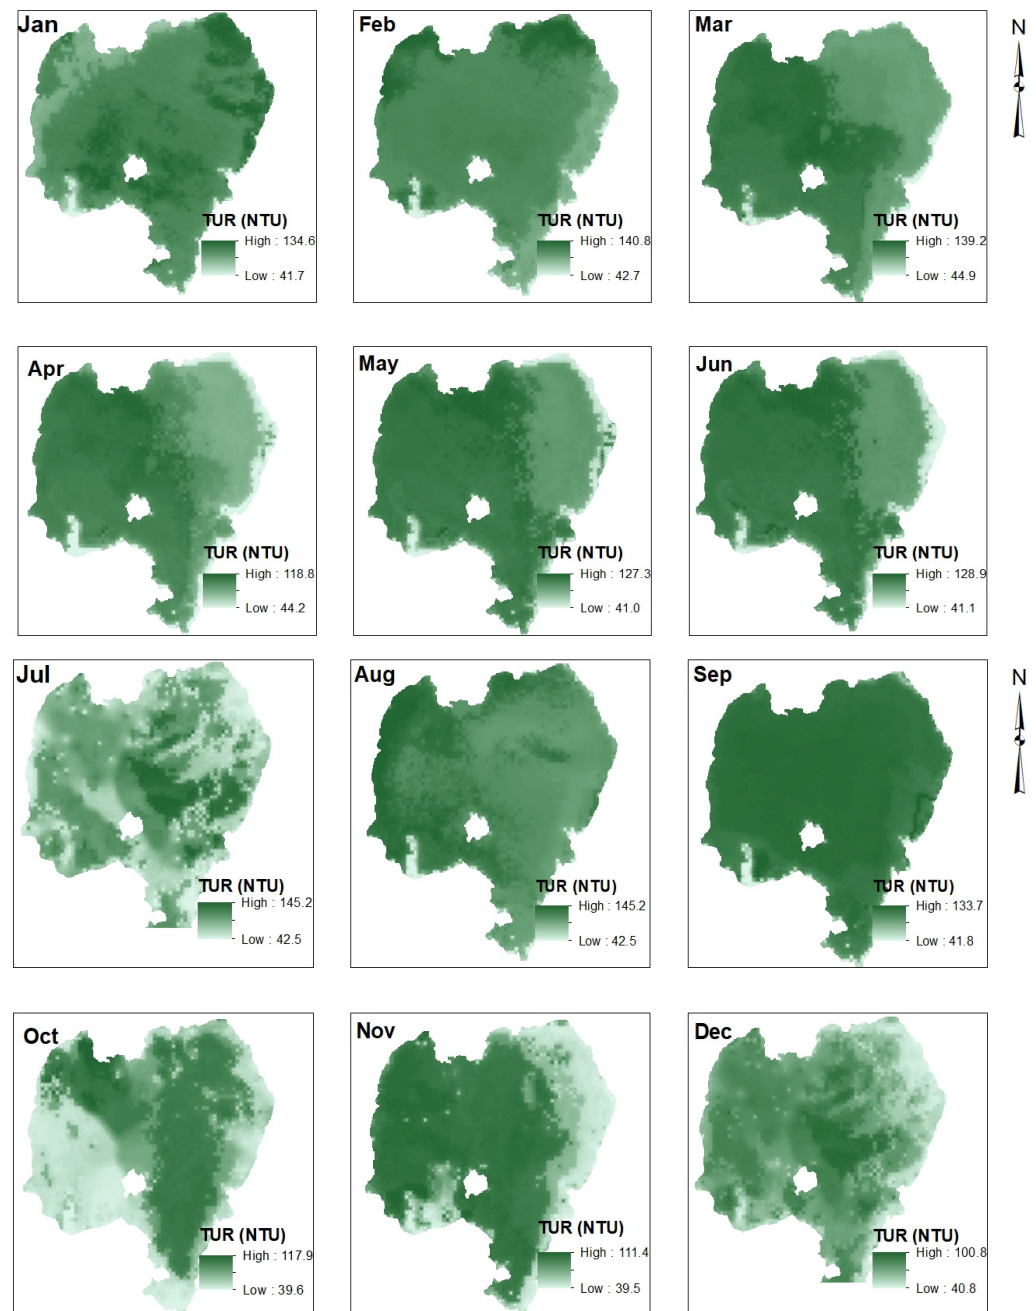 Jan
TUR (NTU)
High : 134.6
Low : 41.7
Feb
TUR (NTU)
High : 140.8
Low : 42.7
Mar
TUR (NTU)
High : 139.2
Low : 44.9
N
Apr
TUR (NTU)
High : 118.8
Low : 44.2
May
TUR (NTU)
High : 127.3
Low : 41.0
Jun
TUR (NTU)
High : 128.9
Low : 41.1
Jul
TUR (NTU)
High : 145.2
Low : 42.5
Aug
TUR (NTU)
High : 145.2
Low : 42.5
Sep
TUR (NTU)
High : 133.7
Low : 41.8
N
Oct
TUR (NTU)
High : 117.9
Low : 39.6
Nov
TUR (NTU)
High : 111.4
Low : 39.5
Dec
TUR (NTU)
High : 100.8
Low : 40.8